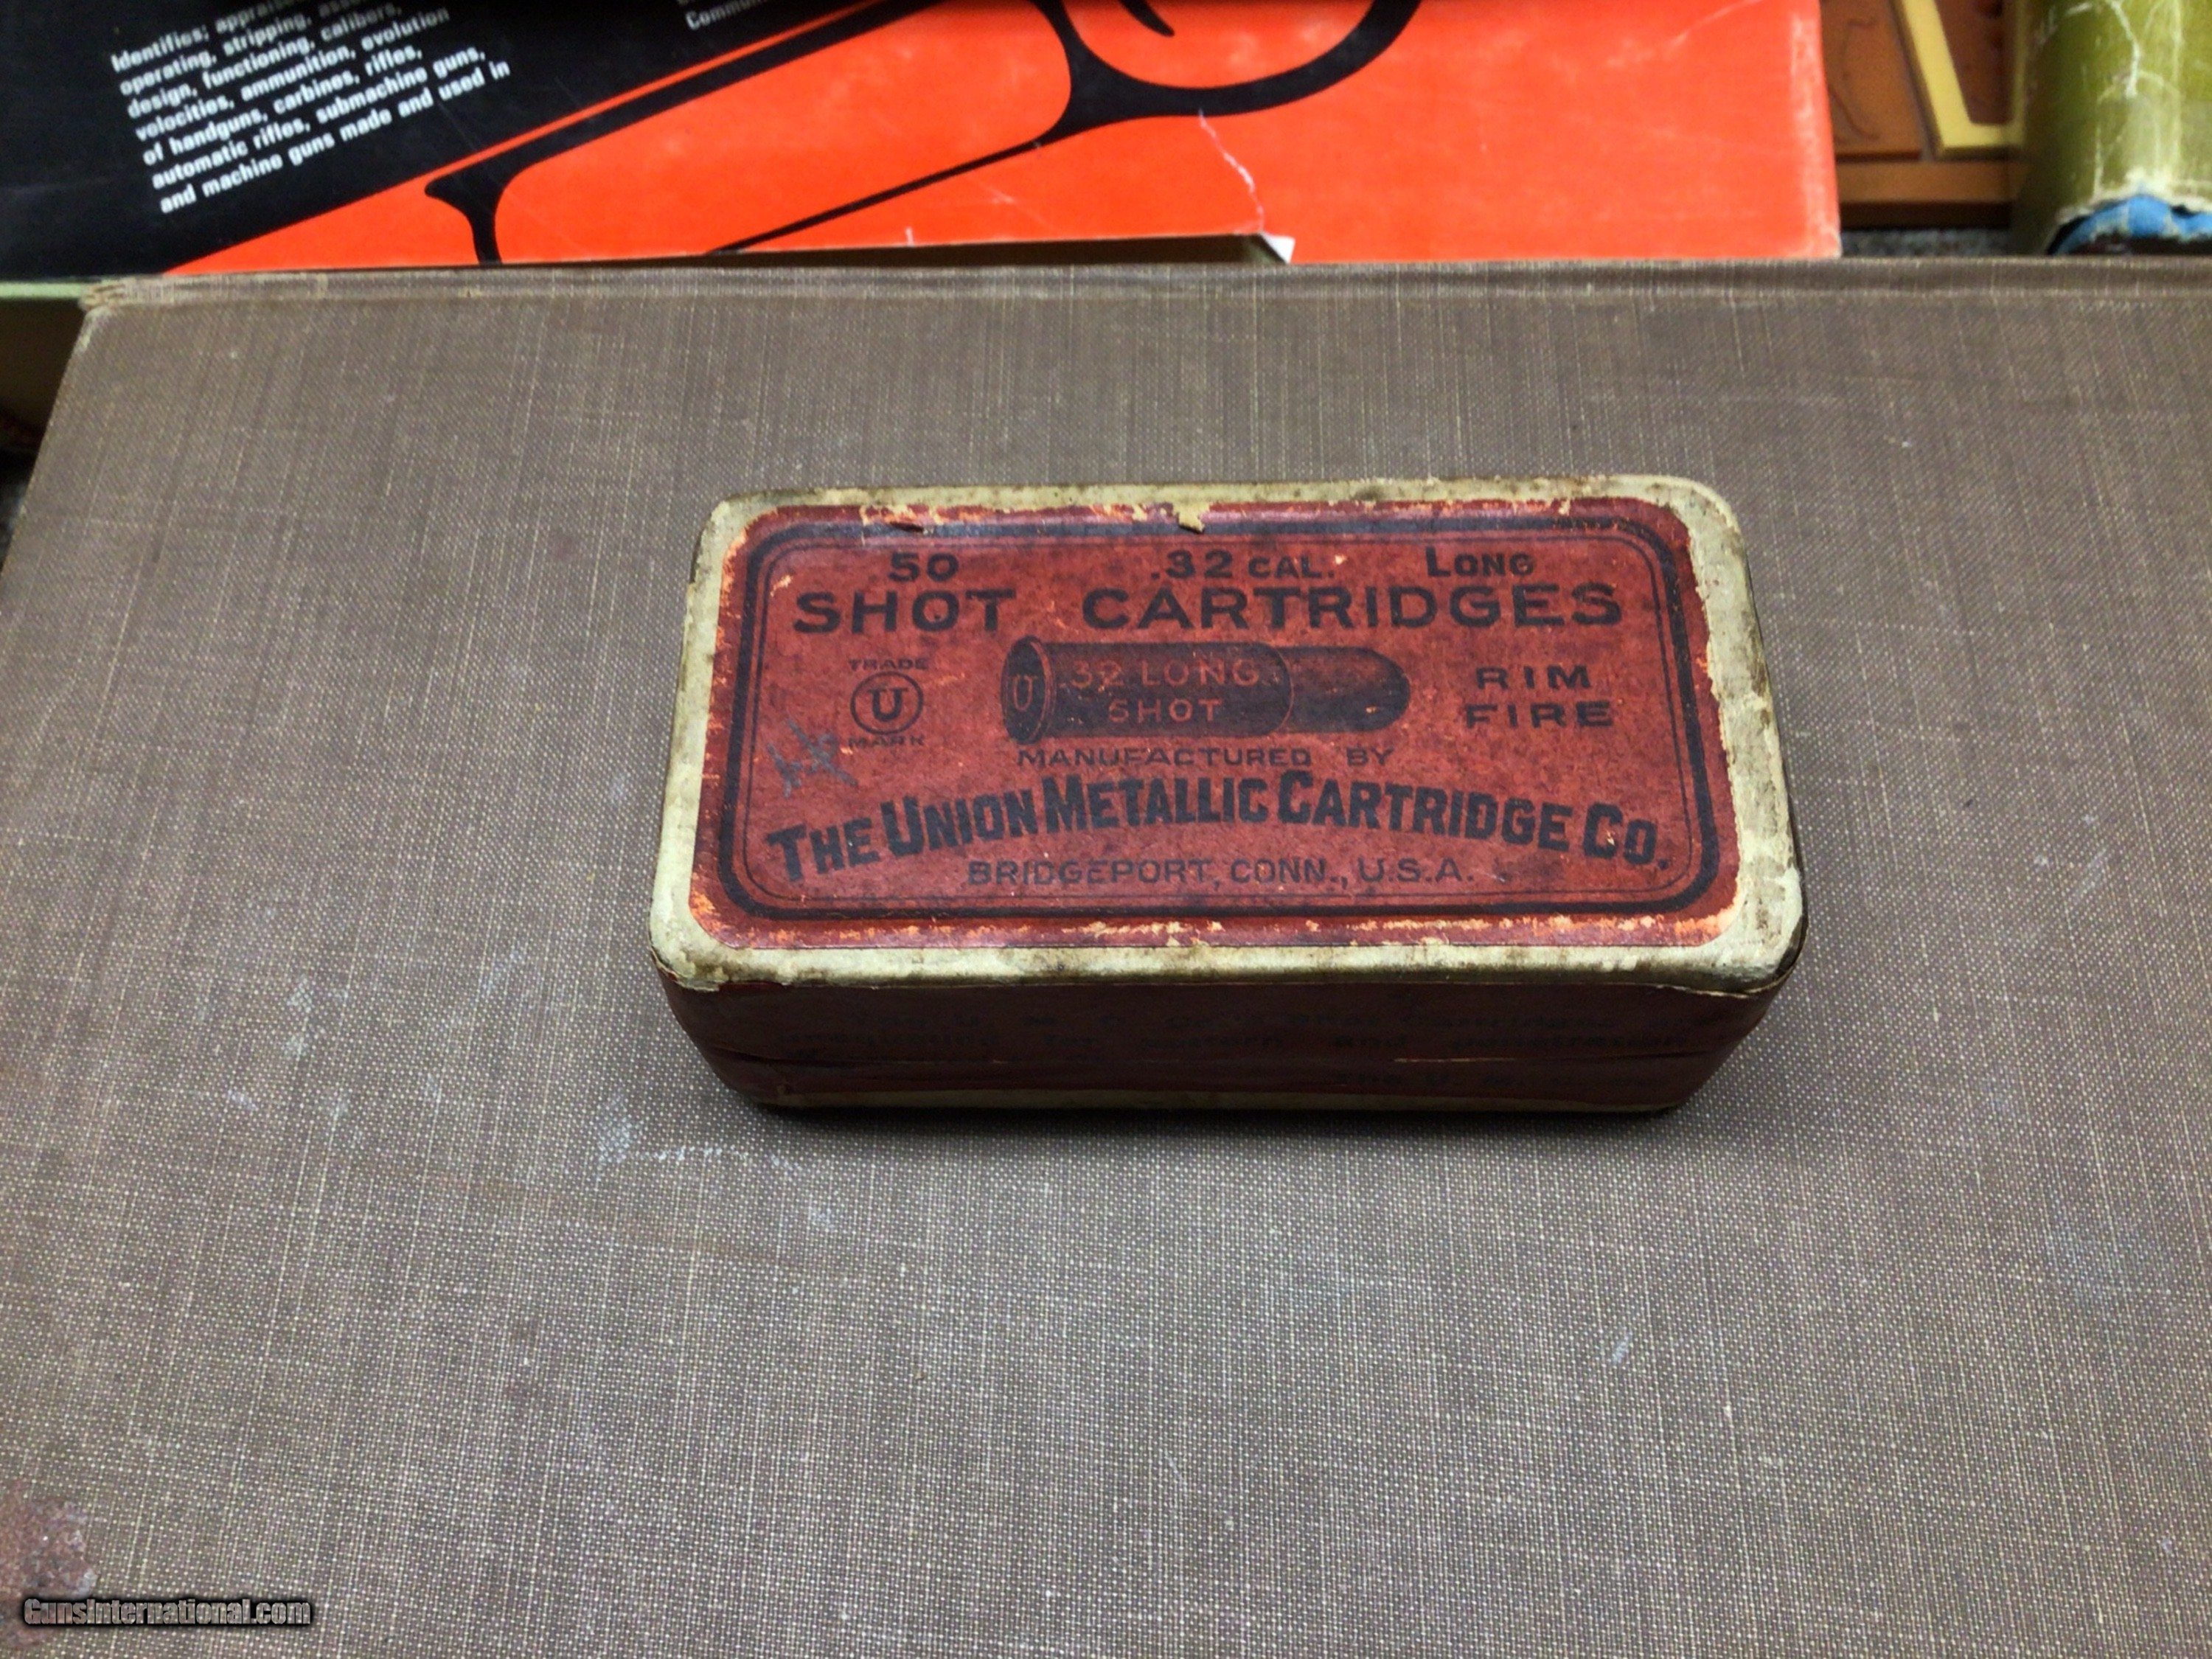 Identifies: appraisal
operating, stripping,
design, functioning, calibers,
velocities, ammunition, evolution
of handguns, carbines, rifles,
automatic rifles, submachine guns,
and machine guns made and used in
50 .32 CAL. LONG
SHOT CARTRIDGES
TRADE
U
MARK
U
32 LONG
SHOT
RIM
FIRE
MANUFACTURED BY
THE UNION METALLIC CARTRIDGE CO.
BRIDGEPORT, CONN., U.S.A.
GunsInternational.com